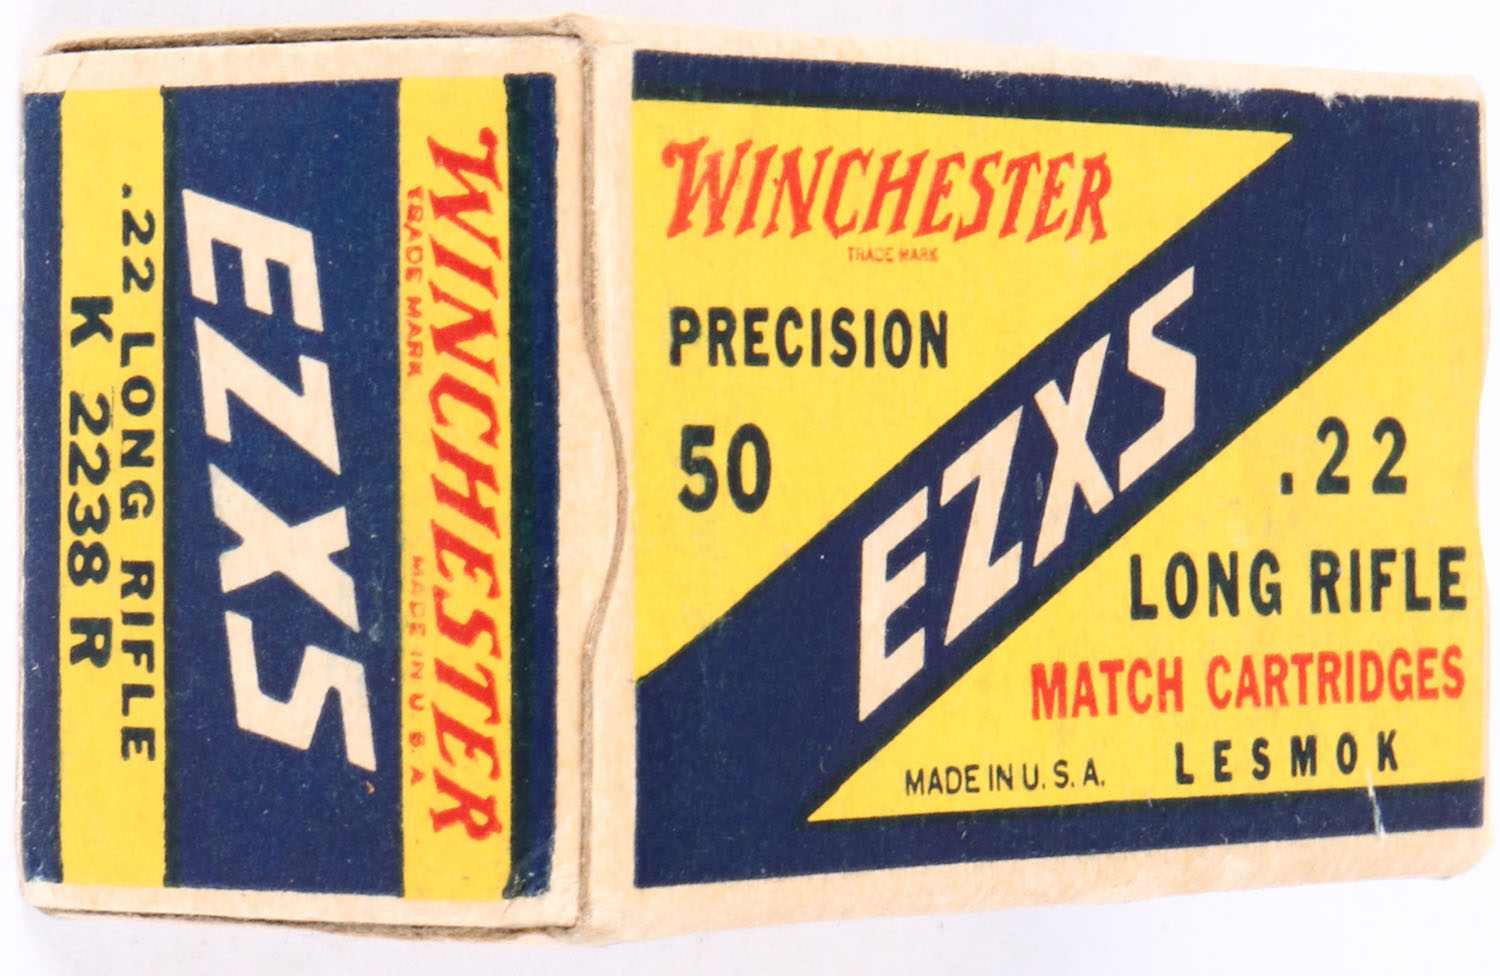 WINCHESTER
TRADE MARK
MADE IN U.S.A
EZXS
.22 LONG RIFLE
K 2238 R
WINCHESTER
TRADE MARK
PRECISION
50
EZXS
.22
LONG RIFLE
MATCH CARTRIDGES
LESMOK
MADE IN U.S.A.